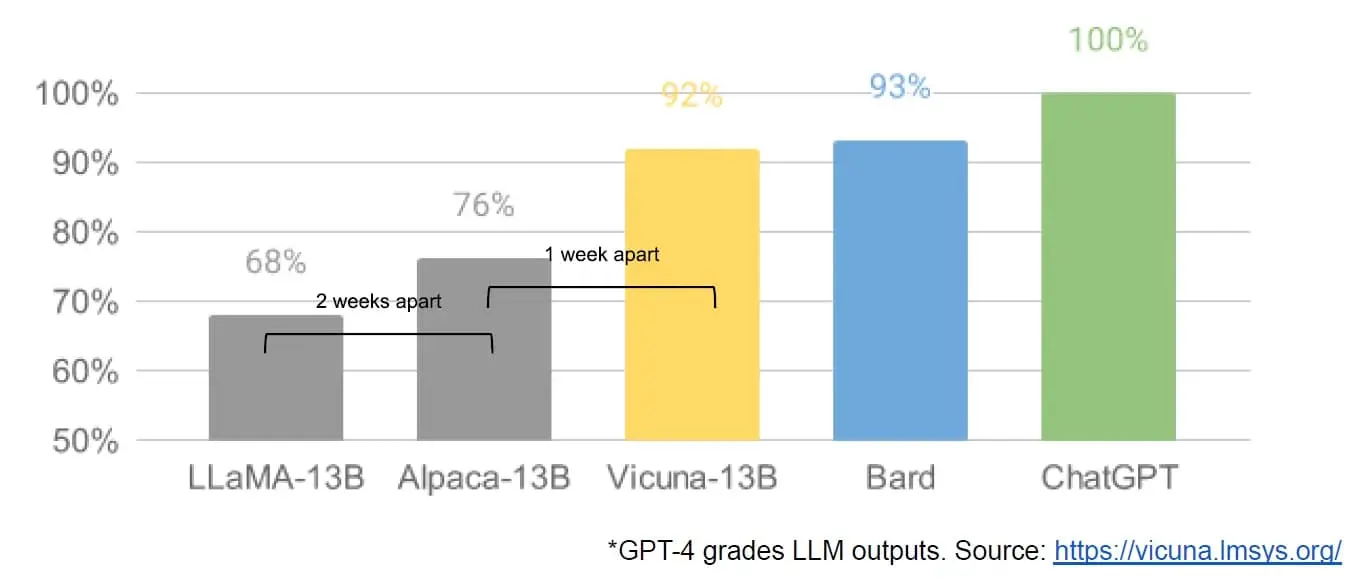 100%
100%
92%
93%
90%
76%
80%
1 week apart
68%
2 weeks apart
70%
60%
50%
LLaMA-13B Alpaca-13B Vicuna-13B Bard ChatGPT
*GPT-4 grades LLM outputs. Source: https://vicuna.lmsys.org/